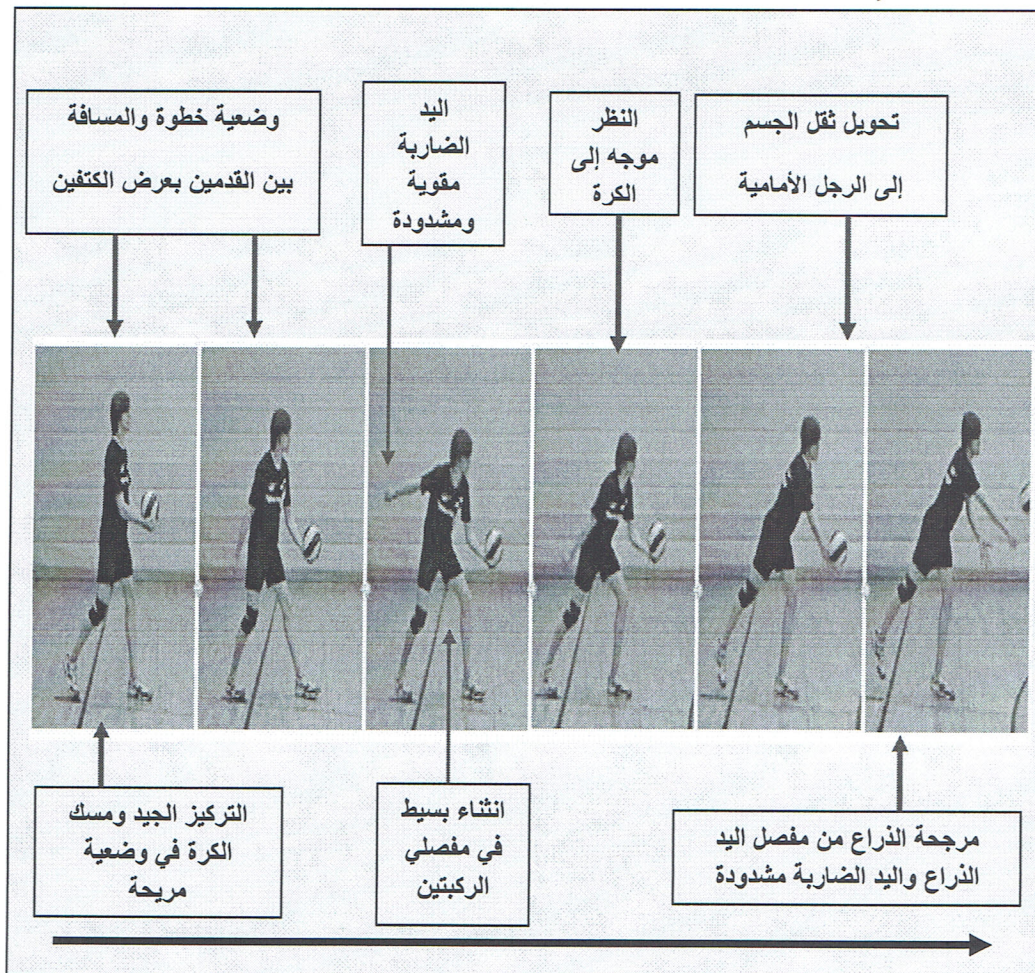 وضعية خطوة والمسافة
بين القدمين بعرض الكتفين
اليد
الضاربة
مقوية
ومشدودة
النظر
موجه إلى
الكرة
تحويل ثقل الجسم
إلى الرجل الأمامية
التركيز الجيد ومسك
الكرة في وضعية
مريحة
انثناء بسيط
في مفصلي
الركبتين
مرجحة الذراع من مفصل اليد
الذراع واليد الضاربة مشدودة